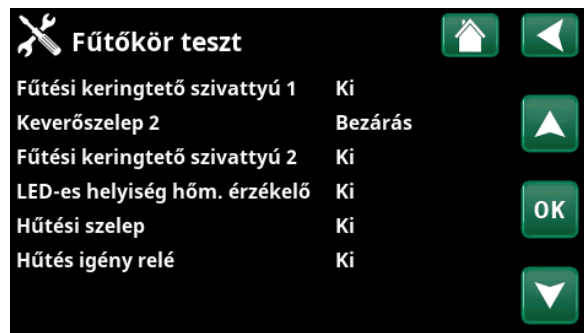 Fűtőkör teszt
Fűtési keringtető szivattyú 1 Ki
Keverőszelep 2 Bezárás
Fűtési keringtető szivattyú 2 Ki
LED-es helyiség hőm. érzékelő Ki
Hűtési szelep Ki
Hűtés igény relé Ki
OK